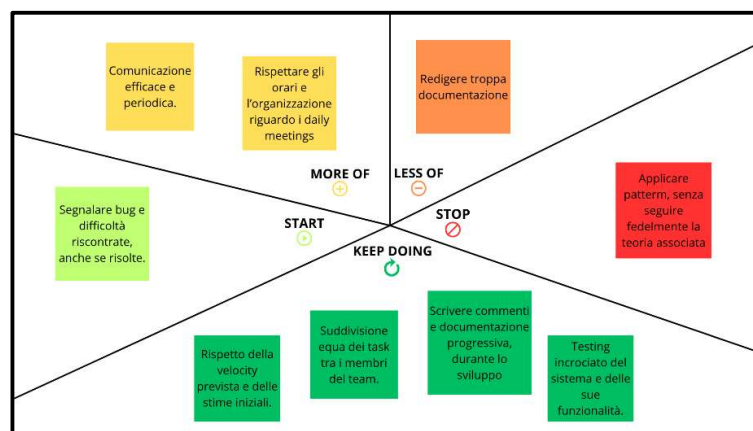 Comunicazione
efficace e
periodica.
Rispettare gli
orari e
l'organizzazione
riguardo i daily
meetings
Redigere troppa
documentazione
MORE OF
LESS OF
Segnalare bug e
difficoltà
riscontrate,
anche se risolte.
START
STOP
Applicare
patterm, senza
seguire
fedelmente la
teoria associata
KEEP DOING
Rispetto della
velocity
prevista e delle
stime iniziali.
Suddivisione
equa dei task
tra i membri
del team.
Scrivere commenti
e documentazione
progressiva,
durante lo
sviluppo
Testing
incrociato del
sistema e delle
sue
funzionalità.